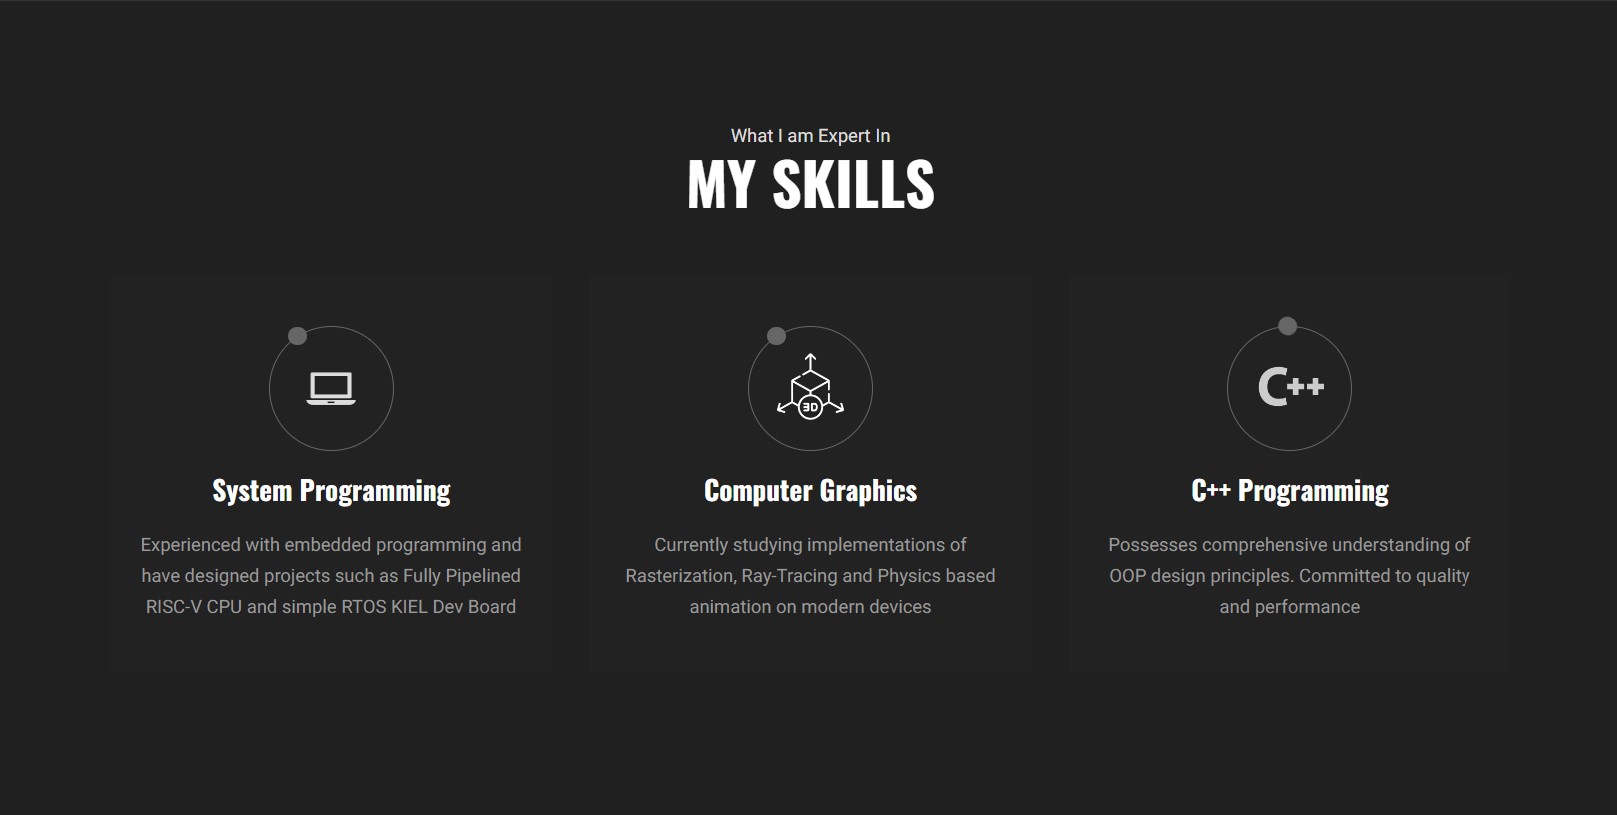 What I am Expert In
MY SKILLS
3D
C++
System Programming
Computer Graphics
C++ Programming
Experienced with embedded programming and
have designed projects such as Fully Pipelined
RISC-V CPU and simple RTOS KIEL Dev Board
Currently studying implementations of
Rasterization, Ray-Tracing and Physics based
animation on modern devices
Possesses comprehensive understanding of
OOP design principles. Committed to quality
and performance